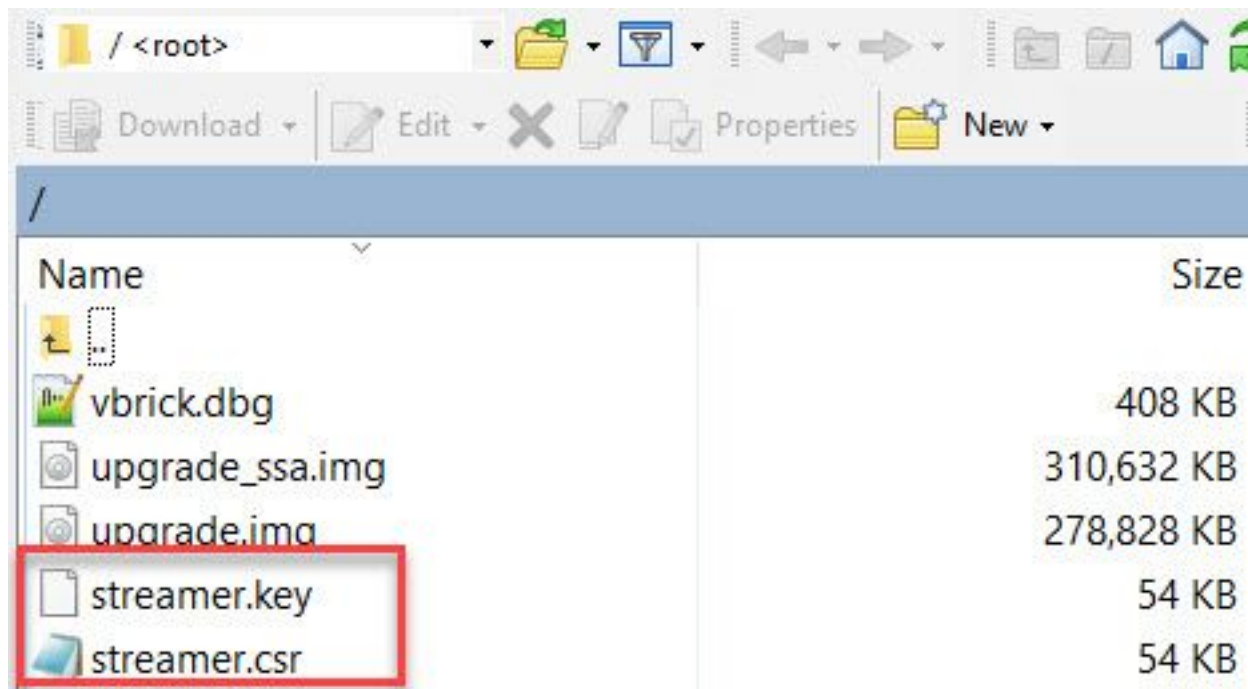 / <root>
Download Edit Properties New
/
Name Size
..
vbrick.dbg 408 KB
upgrade_ssa.img 310,632 KB
upgrade.img 278,828 KB
streamer.key 54 KB
streamer.csr 54 KB